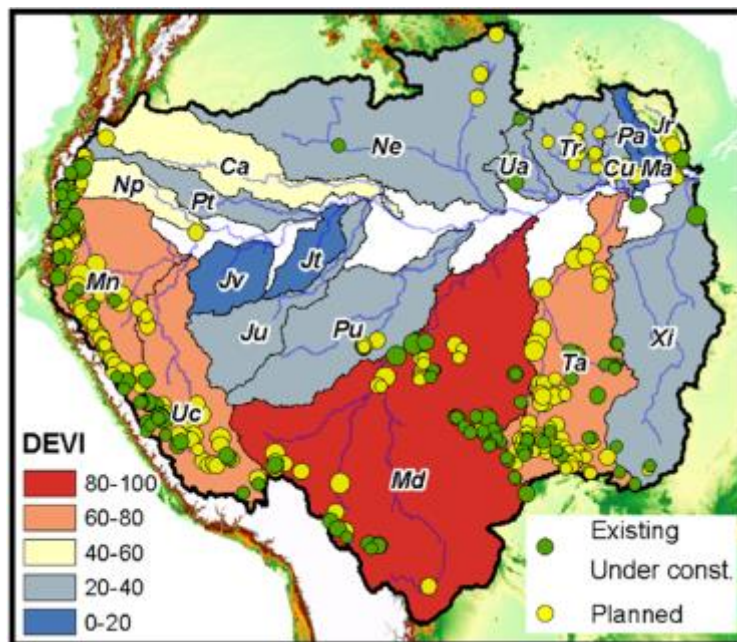 Ne
Ua
Tr
Pa
Jr
Cu
Ma
Ca
Np
Pt
Mn
Jv
Jt
Ju
Pu
Ta
Xi
Uc
Md
DEVI
80-100
60-80
40-60
20-40
0-20
Existing
Under const.
Planned